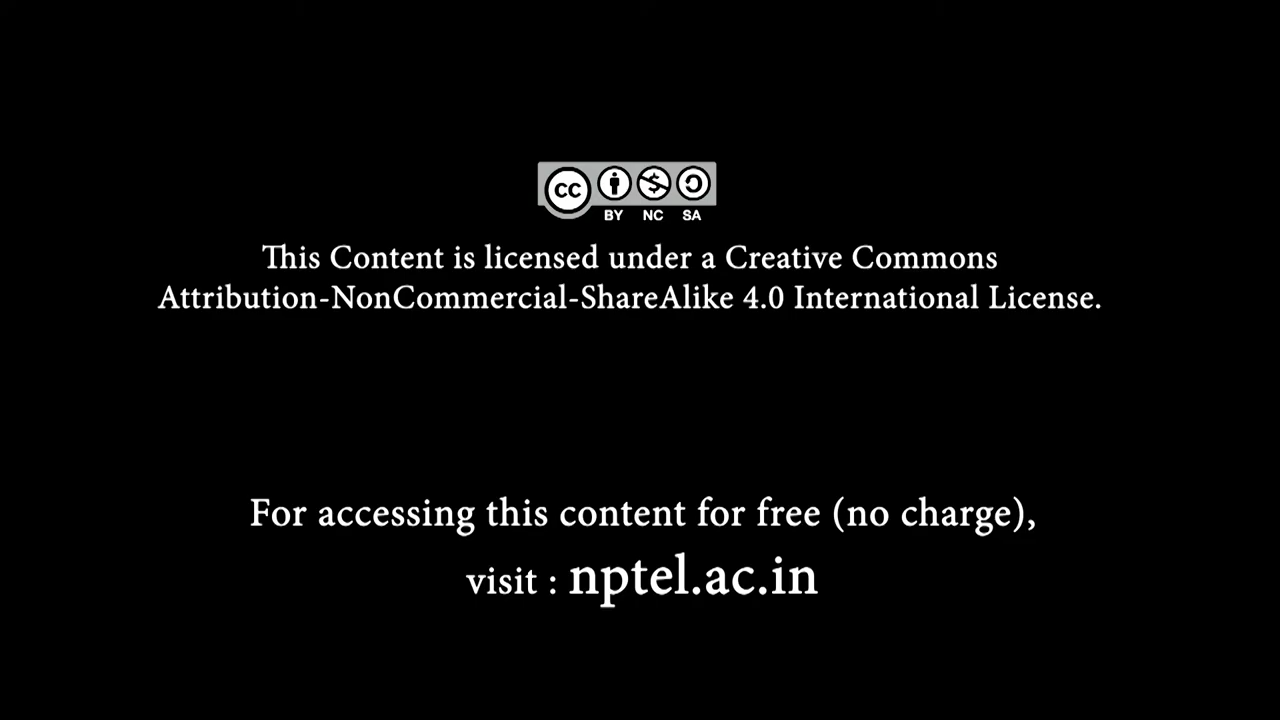 cc BY NC SA
This Content is licensed under a Creative Commons
Attribution-NonCommercial-ShareAlike 4.0 International License.
For accessing this content for free (no charge),
visit : nptel.ac.in